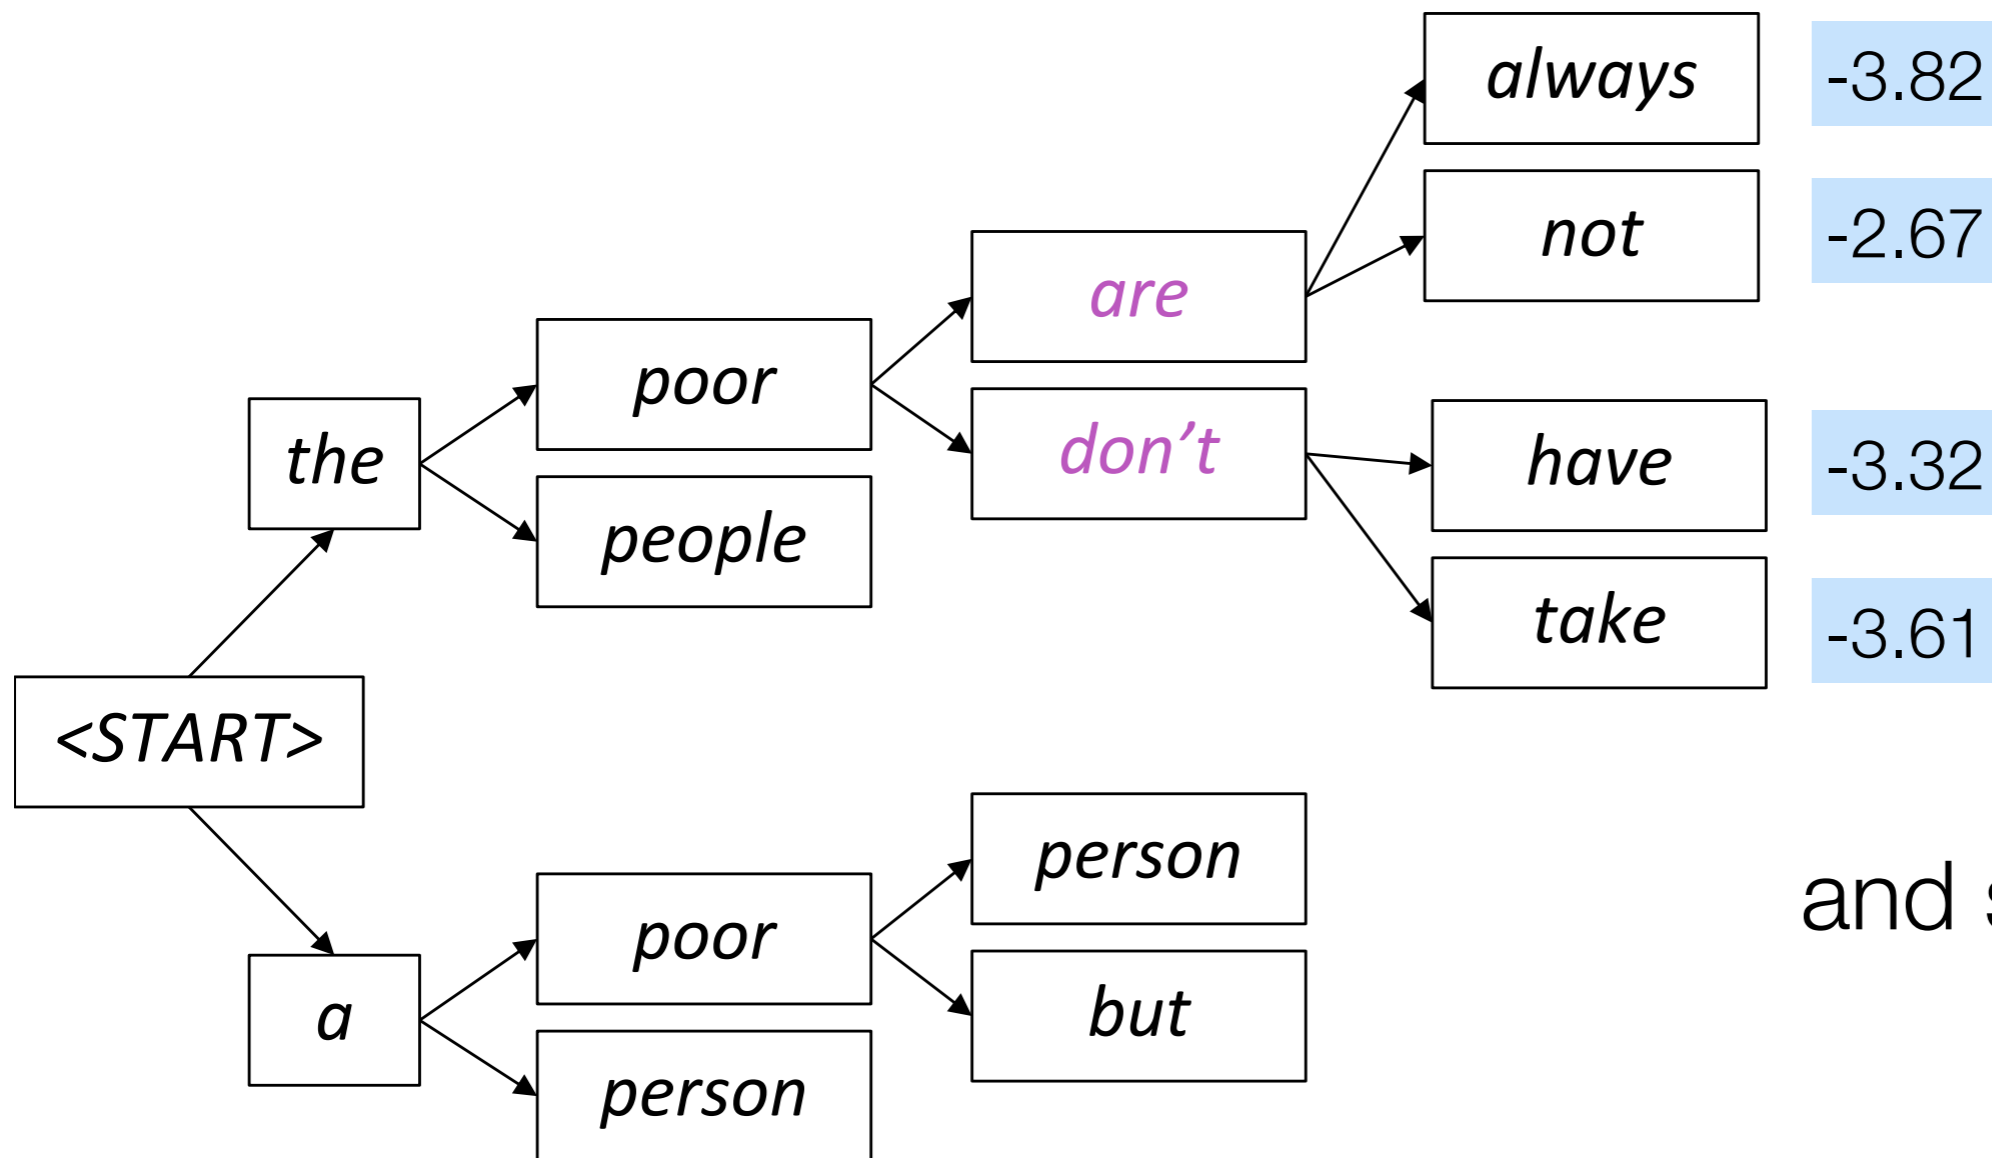 always -3.82
not -2.67
are
poor
don't
the
have -3.32
people
take -3.61
<START>
person
and
poor
but
a
person